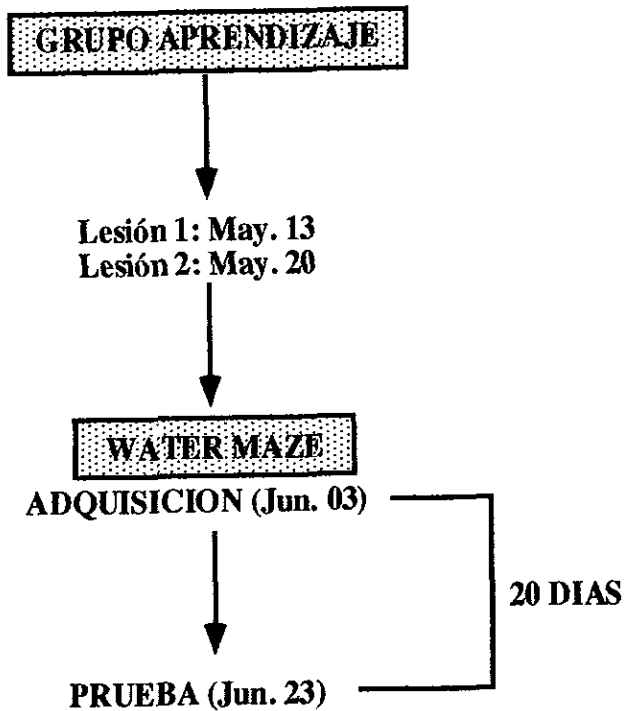 GRUPO APRENDIZAJE
Lesión 1: May. 13
Lesión 2: May. 20
WATER MAZE
ADQUISICION (Jun. 03)
20 DIAS
PRUEBA (Jun. 23)